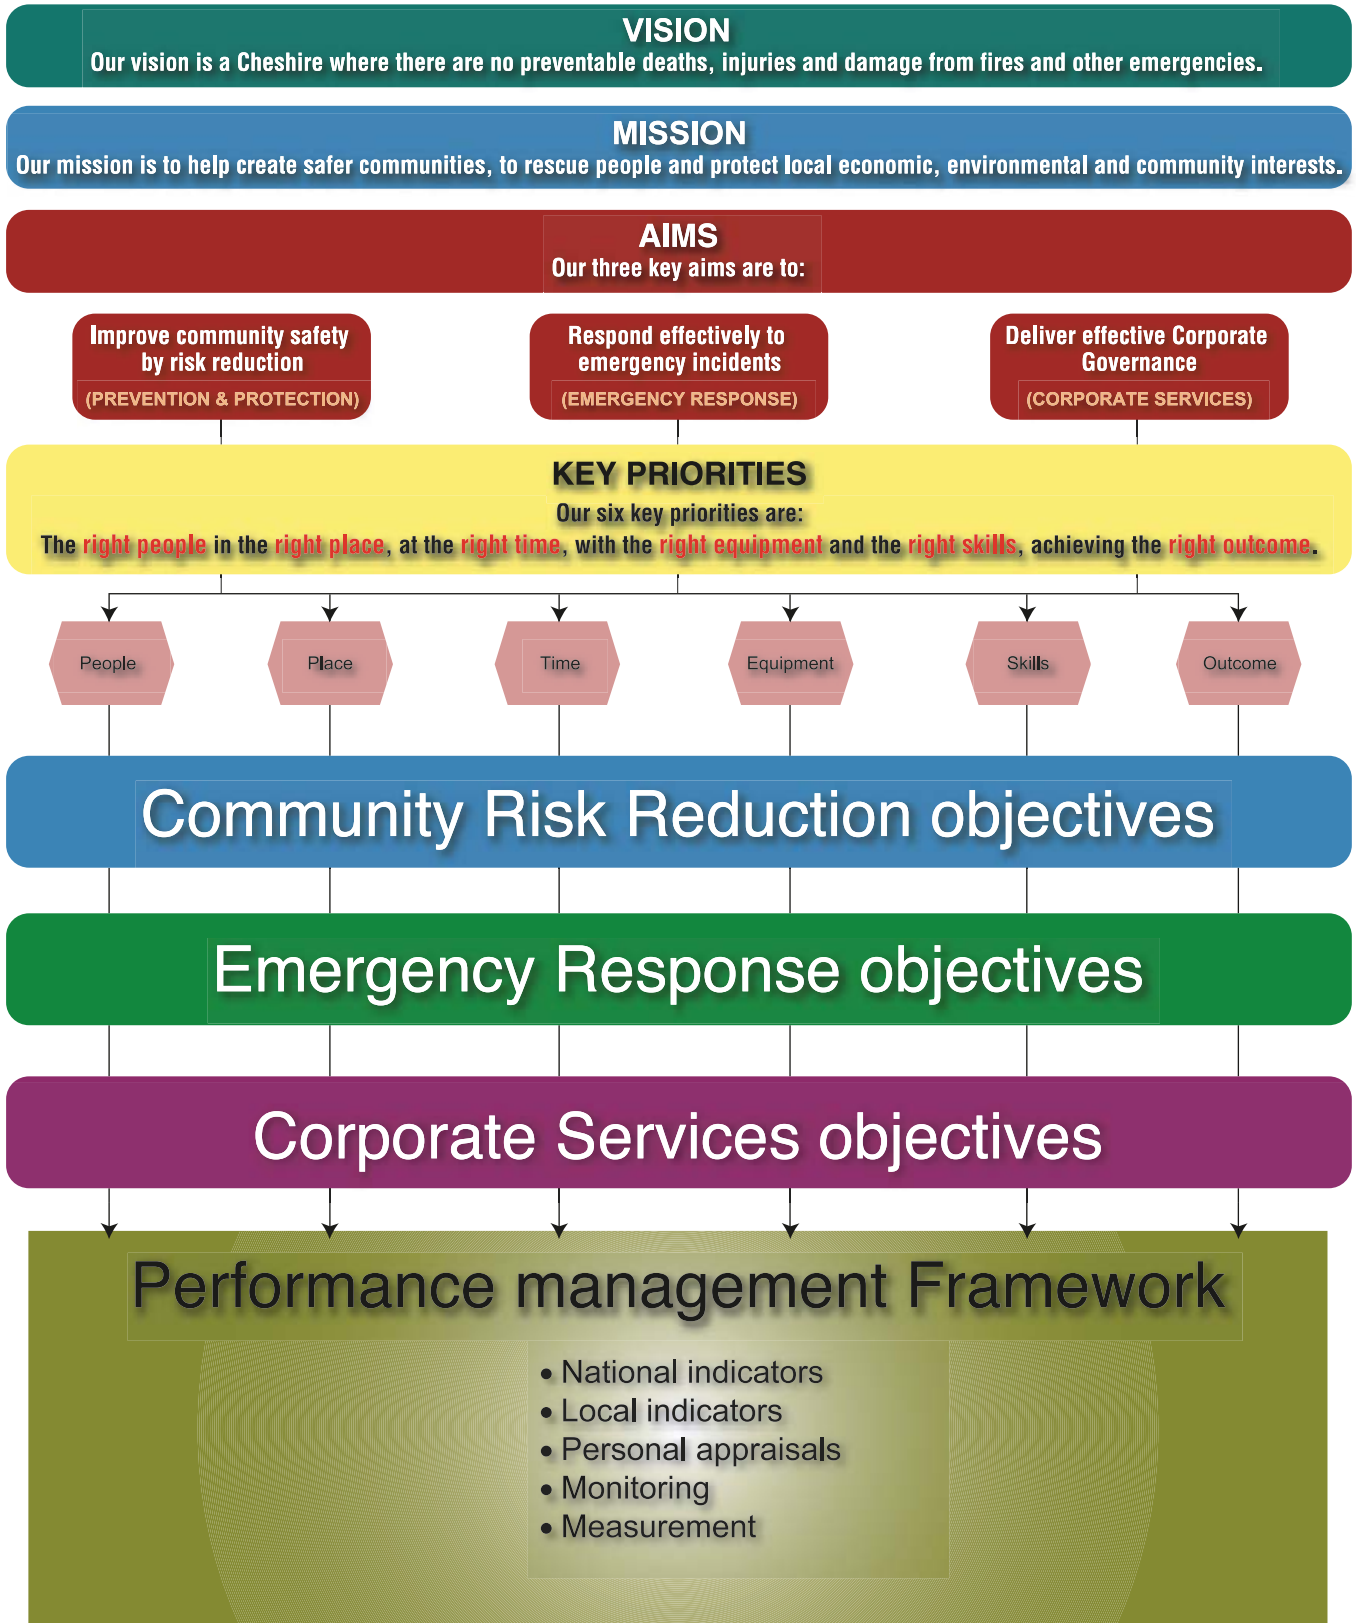 VISION
Our vision is a Cheshire where there are no preventable deaths, injuries and damage from fires and other emergencies.
MISSION
Our mission is to help create safer communities, to rescue people and protect local economic, environmental and community interests.
AIMS
Our three key aims are to:
Improve community safety
by risk reduction
(PREVENTION & PROTECTION)
Respond effectively to
emergency incidents
(EMERGENCY RESPONSE)
Deliver effective Corporate
Governance
(CORPORATE SERVICES)
KEY PRIORITIES
Our six key priorities are:
The right people in the right place, at the right time, with the right equipment and the right skills, achieving the right outcome.
People
Place
Time
Equipment
Skills
Outcome
Community Risk Reduction objectives
Emergency Response objectives
Corporate Services objectives
Performance management Framework
• National indicators
• Local indicators
• Personal appraisals
• Monitoring
• Measurement